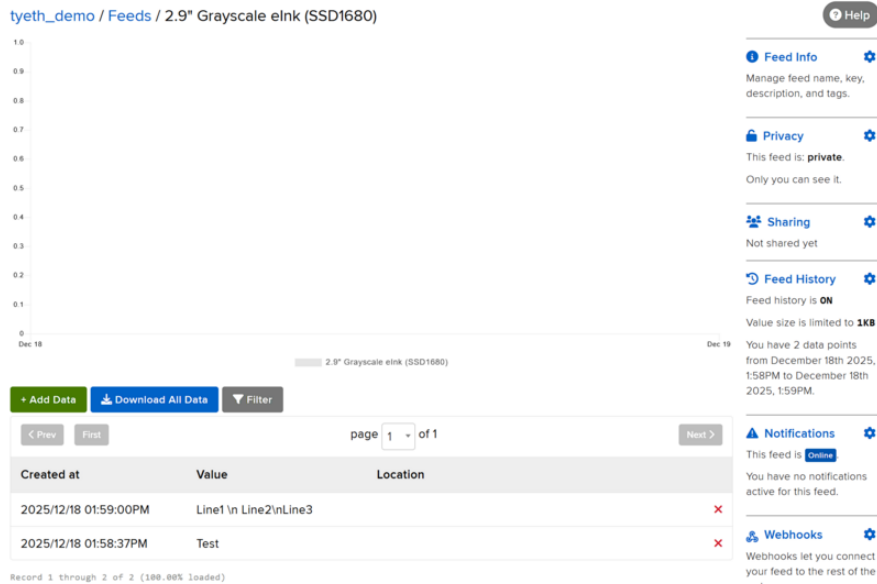 tyeth_demo / Feeds / 2.9" Grayscale eInk (SSD1680)
Help
1.0
0.9
0.8
0.7
0.6
0.5
0.4
0.3
0.2
0.1
0
Dec 18
Dec 19
2.9" Grayscale eInk (SSD1680)
+ Add Data
Download All Data
Filter
< Prev
First
page 1 of 1
Next >
Created at Value Location
2025/12/18 01:59:00PM Line1 \n Line2\nLine3
2025/12/18 01:58:37PM Test
Record 1 through 2 of 2 (100.00% loaded)
Feed Info
Manage feed name, key,
description, and tags.
Privacy
This feed is: private.
Only you can see it.
Sharing
Not shared yet
Feed History
Feed history is ON
Value size is limited to 1KB
You have 2 data points
from December 18th 2025,
1:58PM to December 18th
2025, 1:59PM.
Notifications
This feed is Online.
You have no notifications
active for this feed.
Webhooks
Webhooks let you connect
your feed to the rest of the